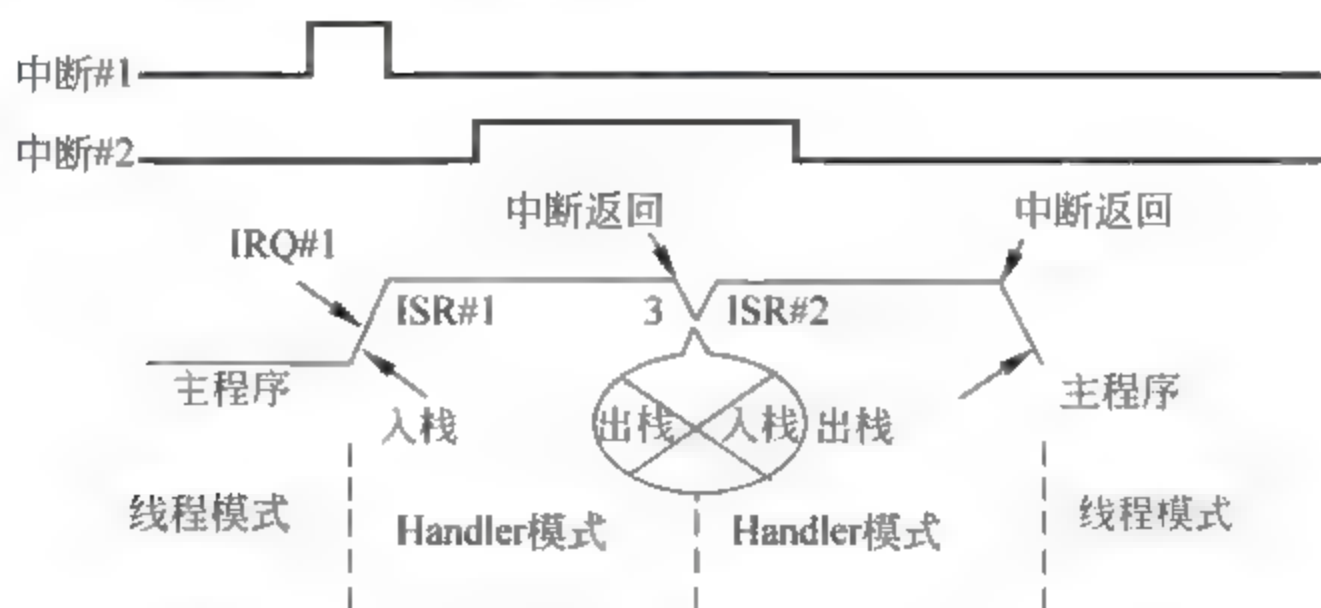 中断#1
中断#2
中断返回
中断返回
IRQ#1
ISR#1
3
ISR#2
主程序
主程序
入栈
出栈
入栈
出栈
线程模式
Handler模式
Handler模式
线程模式